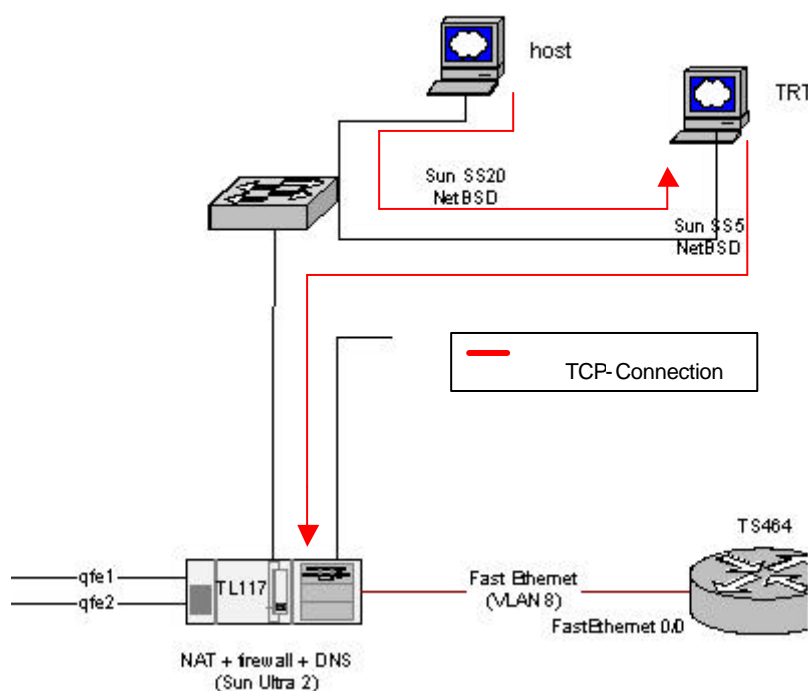 host
TRT
Sun SS20
NetBSD
Sun SS5
NetBSD
TCP-Connection
TS464
qfe1
TL117
qfe2
Fast Ethernet
(VLAN 8)
FastEthernet 0/0
NAT + firewall + DNS
(Sun Ultra 2)